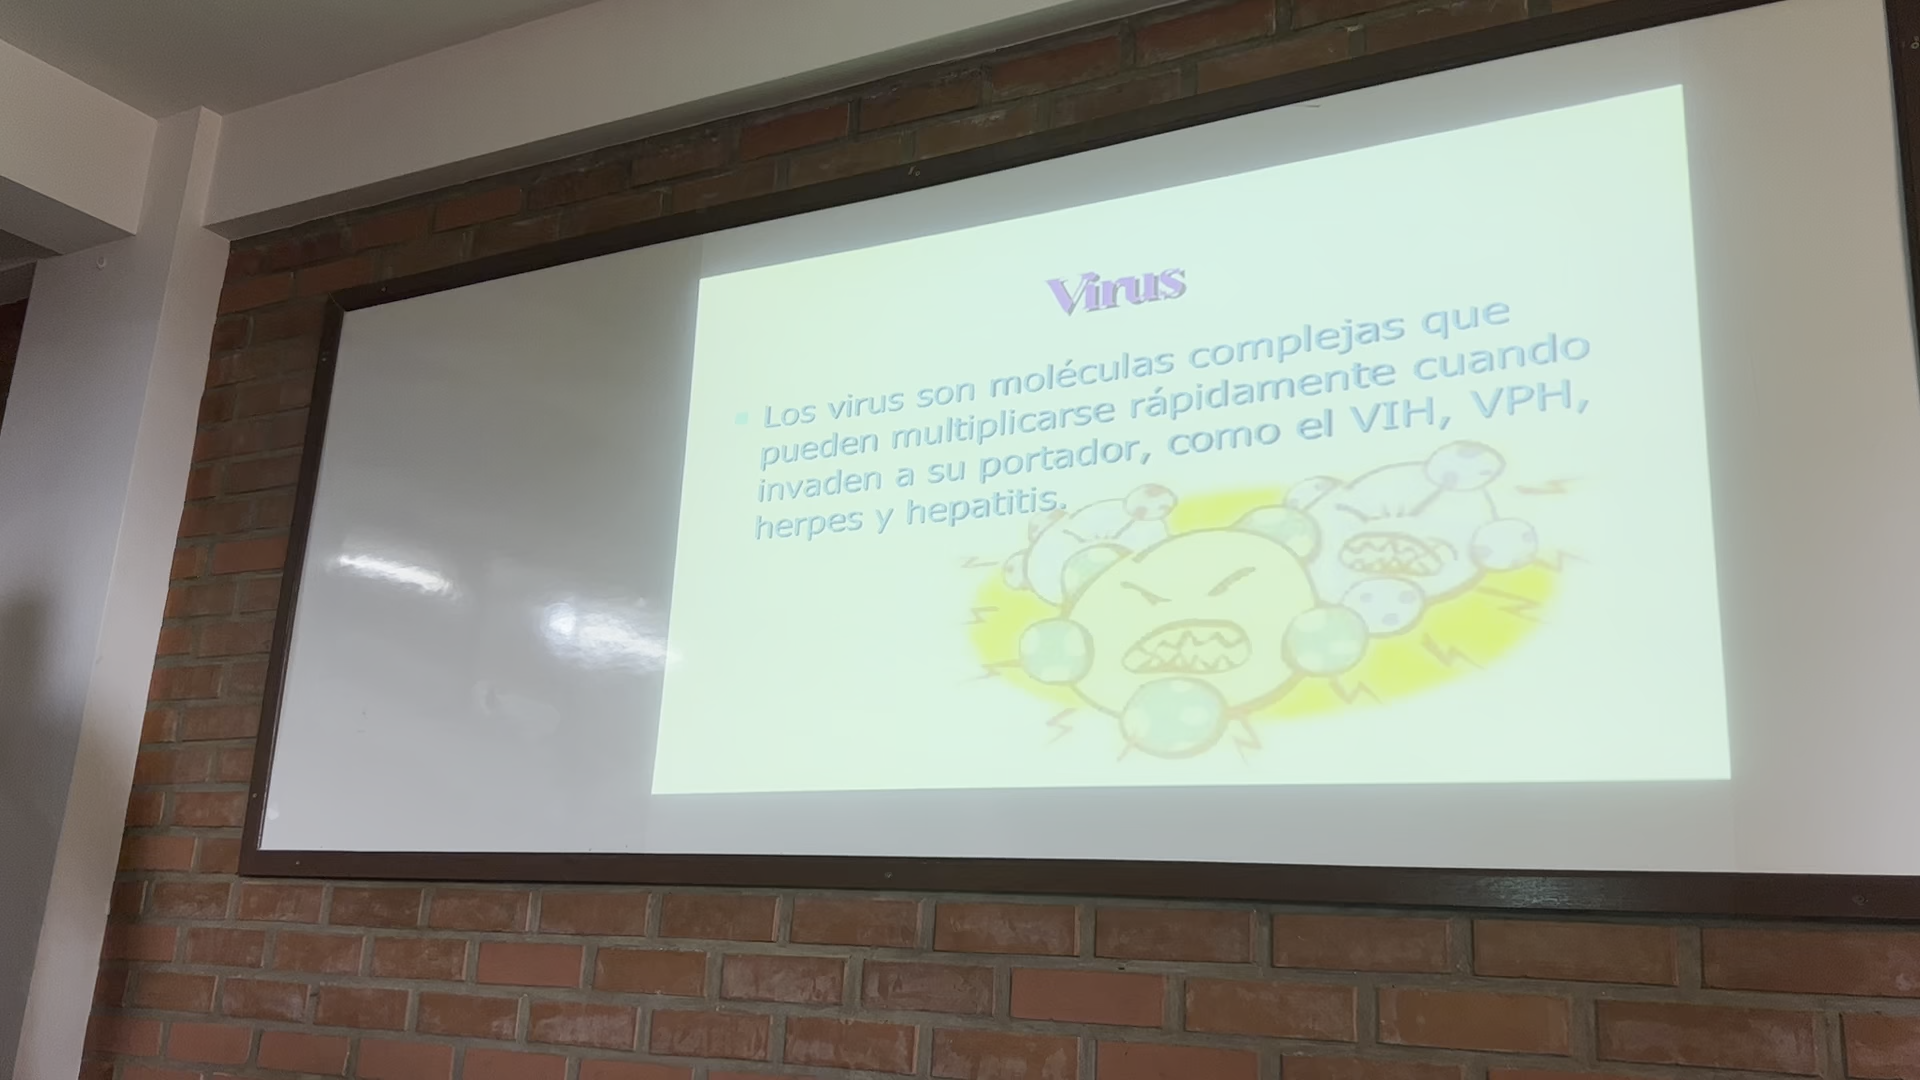 Virus
Los virus son moléculas complejas que
pueden multiplicarse rápidamente cuando
invaden a su portador, como el VIH, VPH,
herpes y hepatitis.